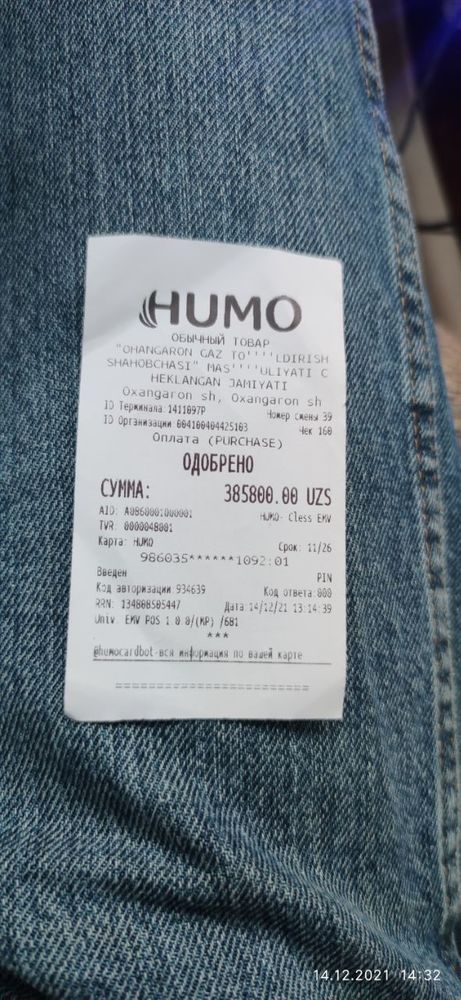 HUMO
ОБЫЧНЫЙ ТОВАР
"OHANGARON GAZ TO''''LDIRISH
SHAHOBCHASI" MAS''''ULIYATI C
HEKLANGAN JAMIYATI
Oxangaron sh, Oxangaron sh
ID Терминала: 1411097P Номер смены 39
ID Организации 004100404425103 Чек 160
Оплата (PURCHASE)
ОДОБРЕНО
СУММА: 385800.00 UZS
AID: A0860001000001 HUMO- Cless EMV
TVR: 0000048001
Карта: HUMO Срок: 11/26
986035******1092:01
Введен PIN
Код авторизации:934639 Код ответа:000
RRN: 134808505447 Дата:14/12/21 13:14:39
Univ EMV POS 1.0.0/(MP) /681
***
@humocardbot-вся информация по вашей карте
========================
14.12.2021 14:32